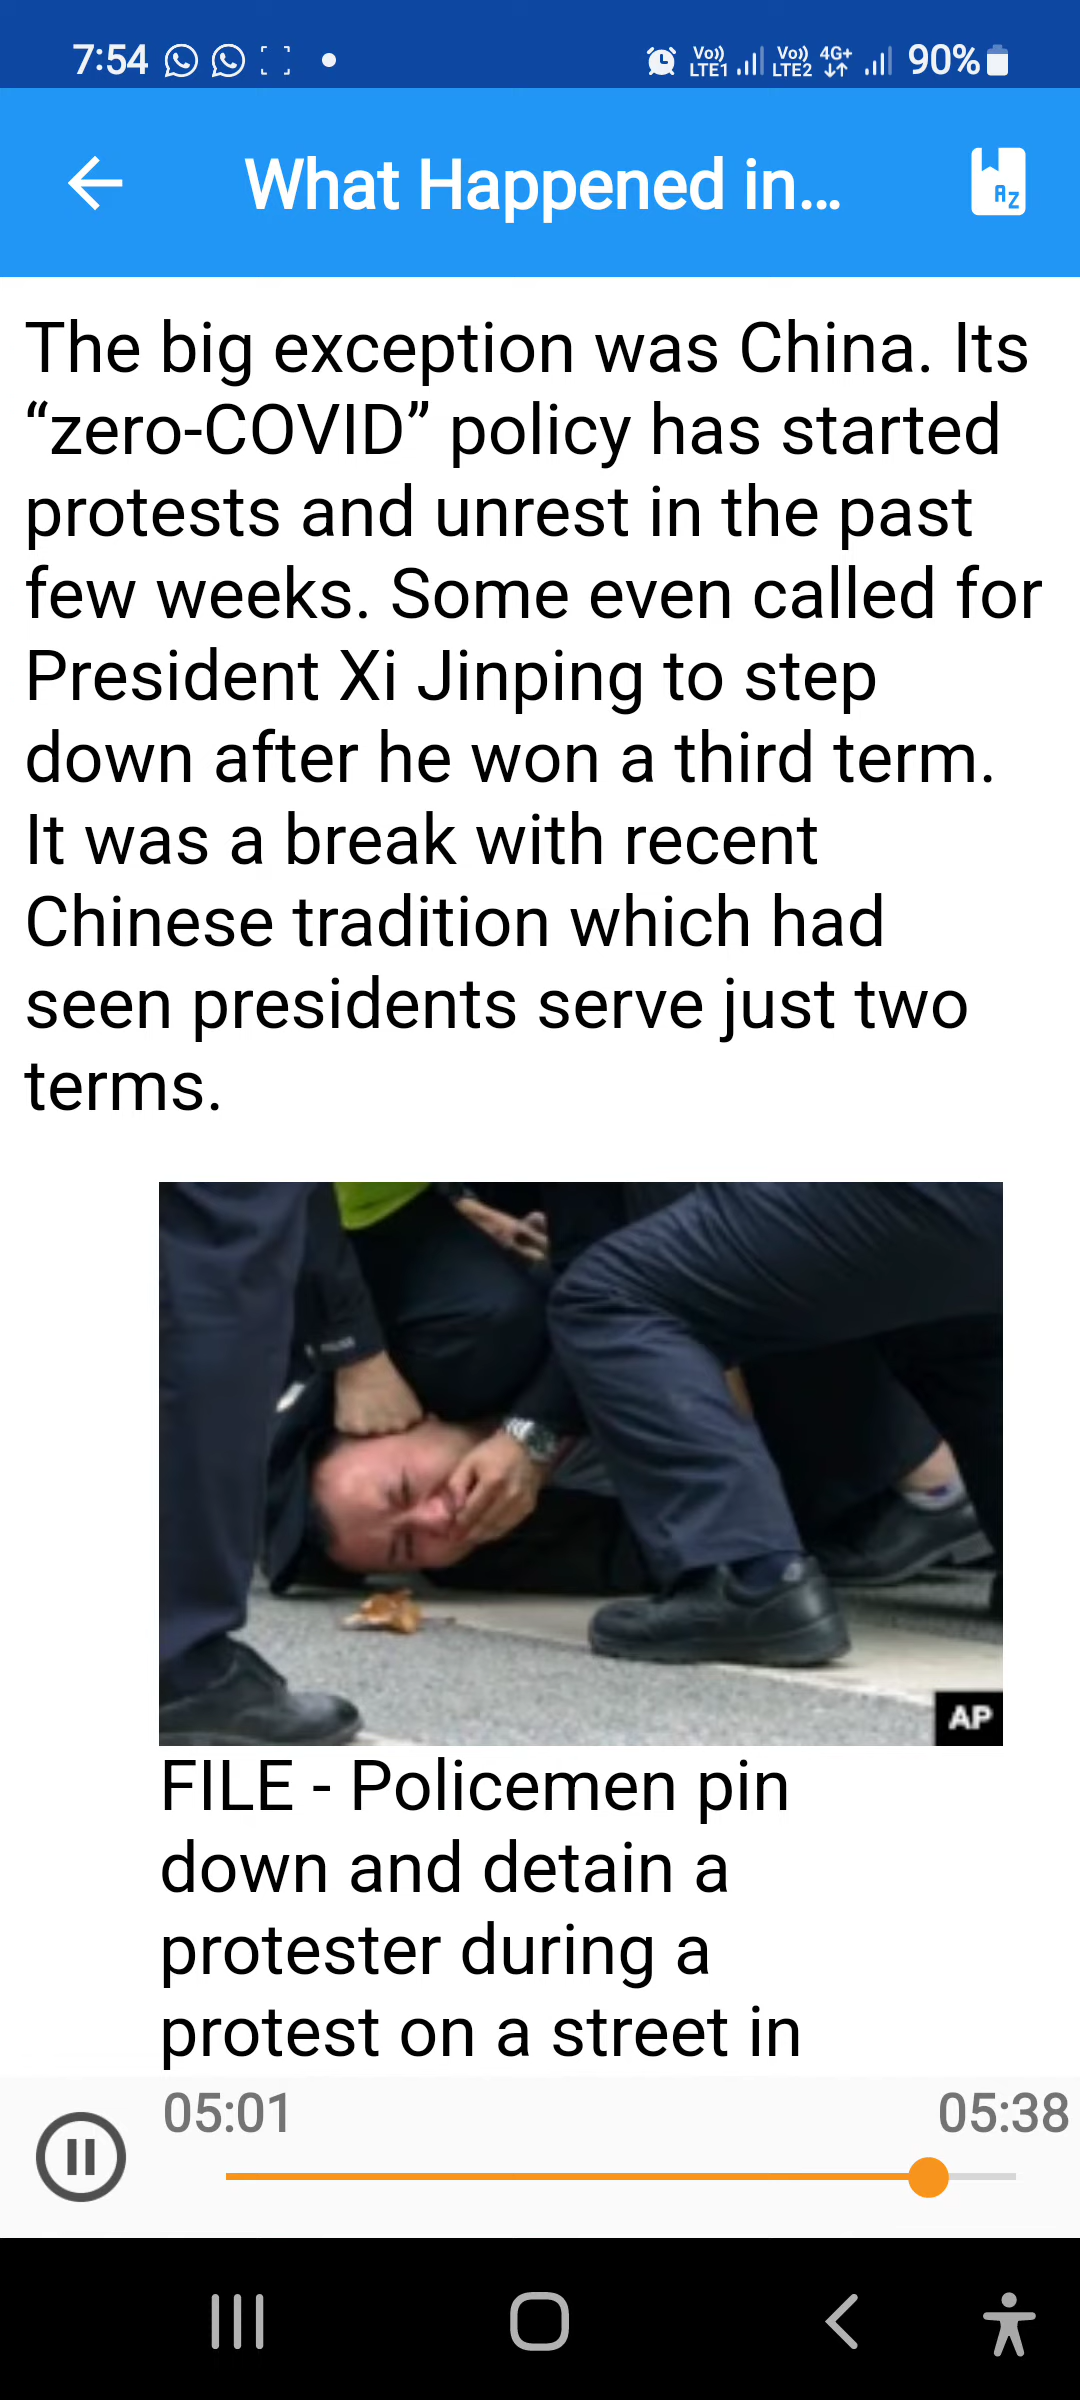 7:54
Vo)) LTE1 Vo)) LTE2 4G+ 90%
What Happened in...
AZ
The big exception was China. Its
“zero-COVID” policy has started
protests and unrest in the past
few weeks. Some even called for
President Xi Jinping to step
down after he won a third term.
It was a break with recent
Chinese tradition which had
seen presidents serve just two
terms.
AP
FILE - Policemen pin
down and detain a
protester during a
protest on a street in
05:01 05:38